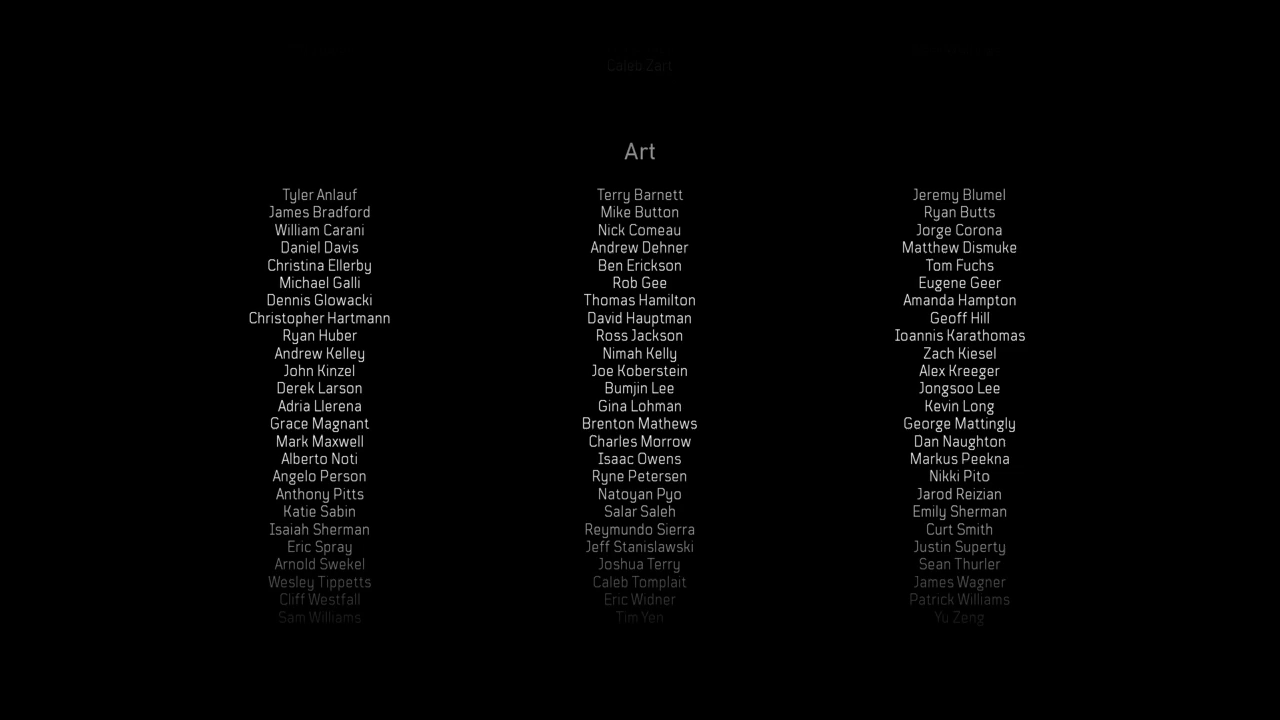 Caleb Zart
Art
Tyler Anlauf Terry Barnett Jeremy Blumel
James Bradford Mike Button Ryan Butts
William Carani Nick Comeau Jorge Corona
Daniel Davis Andrew Dehner Matthew Dismuke
Christina Ellerby Ben Erickson Tom Fuchs
Michael Galli Rob Gee Eugene Geer
Dennis Glowacki Thomas Hamilton Amanda Hampton
Christopher Hartmann David Hauptman Geoff Hill
Ryan Huber Ross Jackson Ioannis Karathomas
Andrew Kelley Nimah Kelly Zach Kiesel
John Kinzel Joe Koberstein Alex Kreeger
Derek Larson Bumjin Lee Jongsoo Lee
Adria Llerena Gina Lohman Kevin Long
Grace Magnant Brenton Mathews George Mattingly
Mark Maxwell Charles Morrow Dan Naughton
Alberto Noti Isaac Owens Markus Peekna
Angelo Person Ryne Petersen Nikki Pito
Anthony Pitts Natoyan Pyo Jarod Reizian
Katie Sabin Salar Saleh Emily Sherman
Isaiah Sherman Reymundo Sierra Curt Smith
Eric Spray Jeff Stanislawski Justin Superty
Arnold Swekel Joshua Terry Sean Thurler
Wesley Tippetts Caleb Tomplait James Wagner
Cliff Westfall Eric Widner Patrick Williams
Sam Williams Tim Yen Yu Zeng